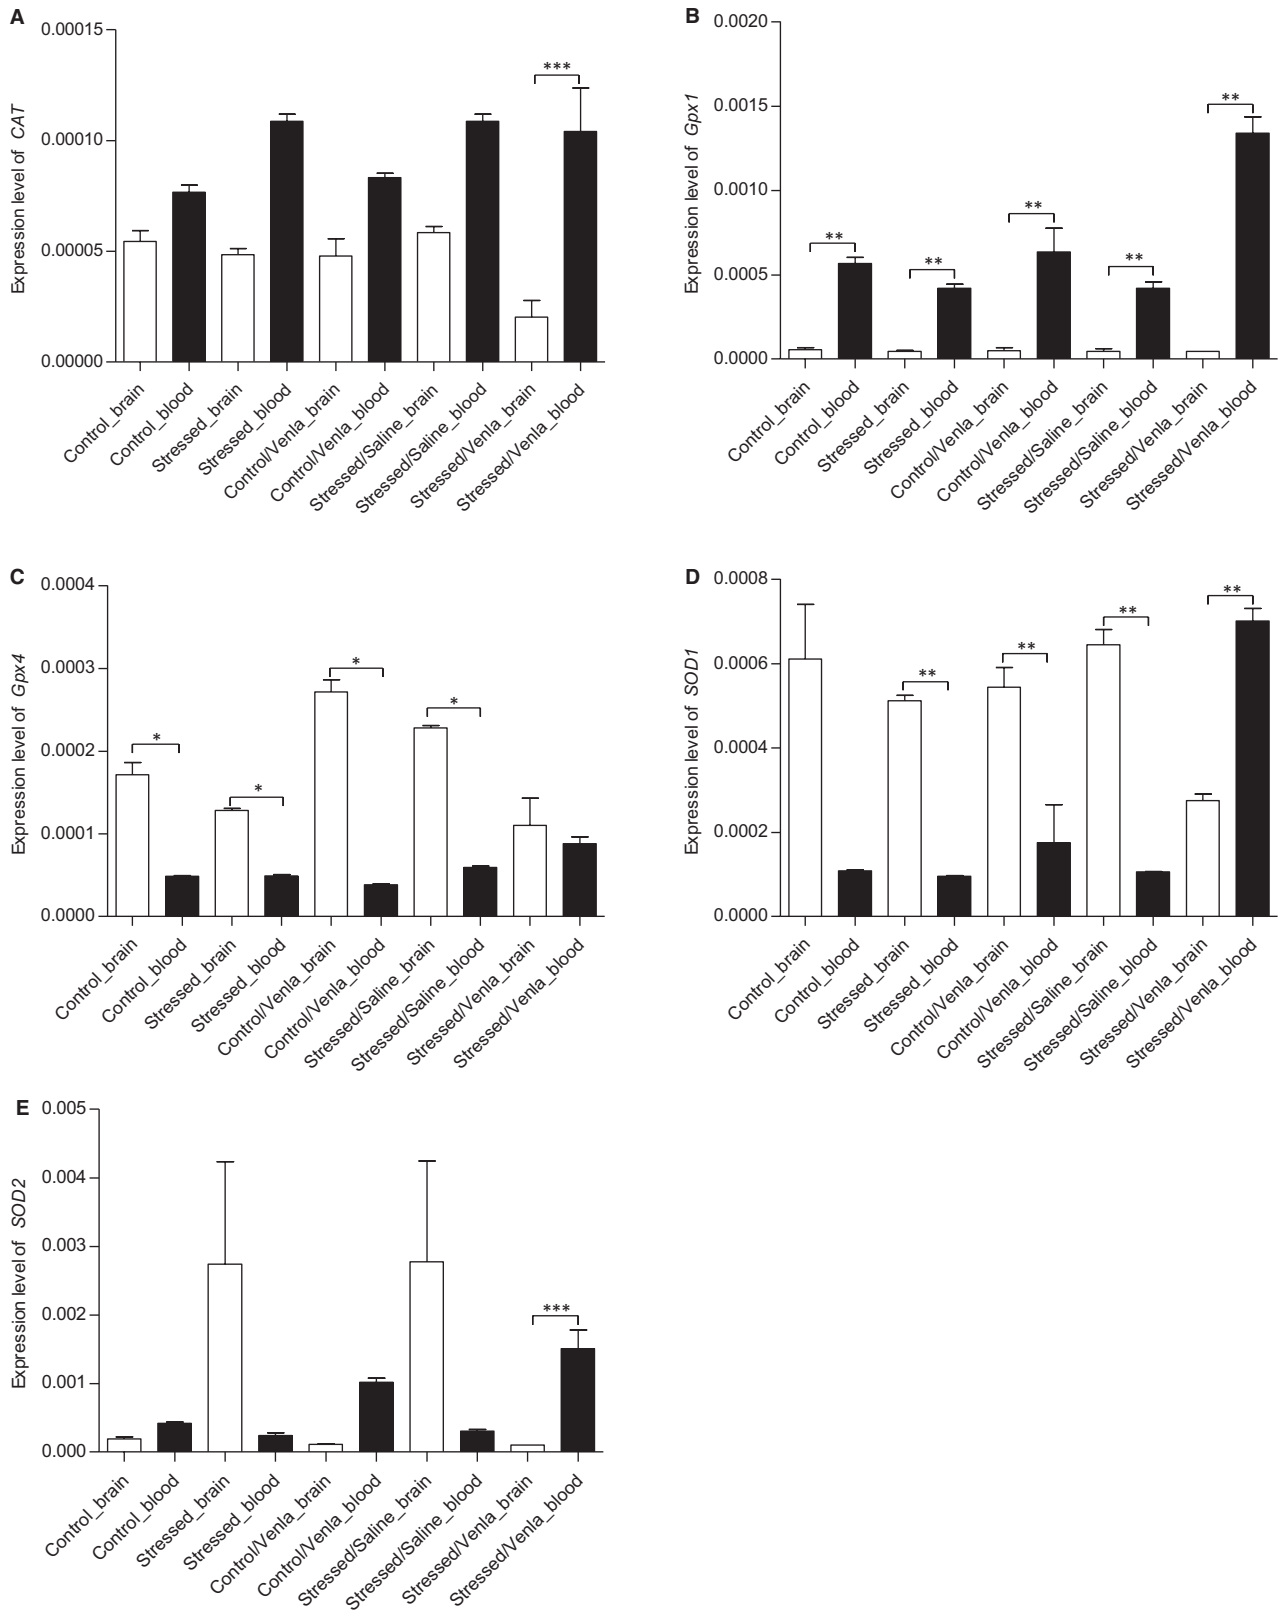 A
Expression level of CAT
0.00015
0.00010
0.00005
0.00000
***
Control_brain
Control_blood
Stressed_brain
Stressed_blood
Control/Venla_brain
Control/Venla_blood
Stressed/Saline_brain
Stressed/Saline_blood
Stressed/Venla_brain
Stressed/Venla_blood
B
Expression level of Gpx1
0.0020
0.0015
0.0010
0.0005
0.0000
**
**
**
**
**
Control_brain
Control_blood
Stressed_brain
Stressed_blood
Control/Venla_brain
Control/Venla_blood
Stressed/Saline_brain
Stressed/Saline_blood
Stressed/Venla_brain
Stressed/Venla_blood
C
Expression level of Gpx4
0.0004
0.0003
0.0002
0.0001
0.0000
*
*
*
*
Control_brain
Control_blood
Stressed_brain
Stressed_blood
Control/Venla_brain
Control/Venla_blood
Stressed/Saline_brain
Stressed/Saline_blood
Stressed/Venla_brain
Stressed/Venla_blood
D
Expression level of SOD1
0.0008
0.0006
0.0004
0.0002
0.0000
**
**
**
**
Control_brain
Control_blood
Stressed_brain
Stressed_blood
Control/Venla_brain
Control/Venla_blood
Stressed/Saline_brain
Stressed/Saline_blood
Stressed/Venla_brain
Stressed/Venla_blood
E
Expression level of SOD2
0.005
0.004
0.003
0.002
0.001
0.000
***
Control_brain
Control_blood
Stressed_brain
Stressed_blood
Control/Venla_brain
Control/Venla_blood
Stressed/Saline_brain
Stressed/Saline_blood
Stressed/Venla_brain
Stressed/Venla_blood